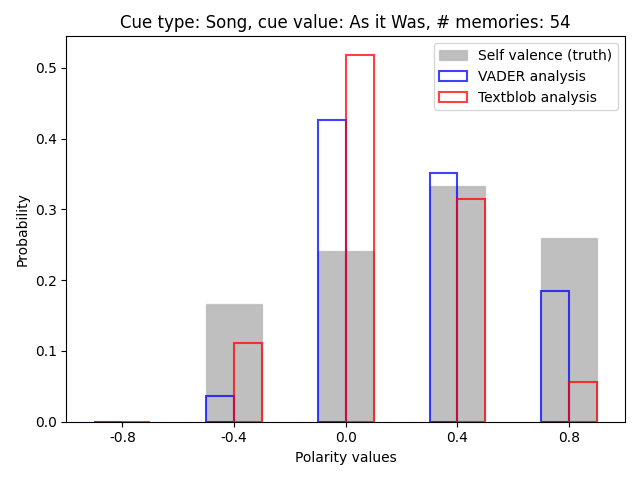 Cue type: Song, cue value: As it Was, # memories: 54
Self valence (truth)
VADER analysis
Textblob analysis
Probability
0.5
0.4
0.3
0.2
0.1
0.0
-0.8 -0.4 0.0 0.4 0.8
Polarity values